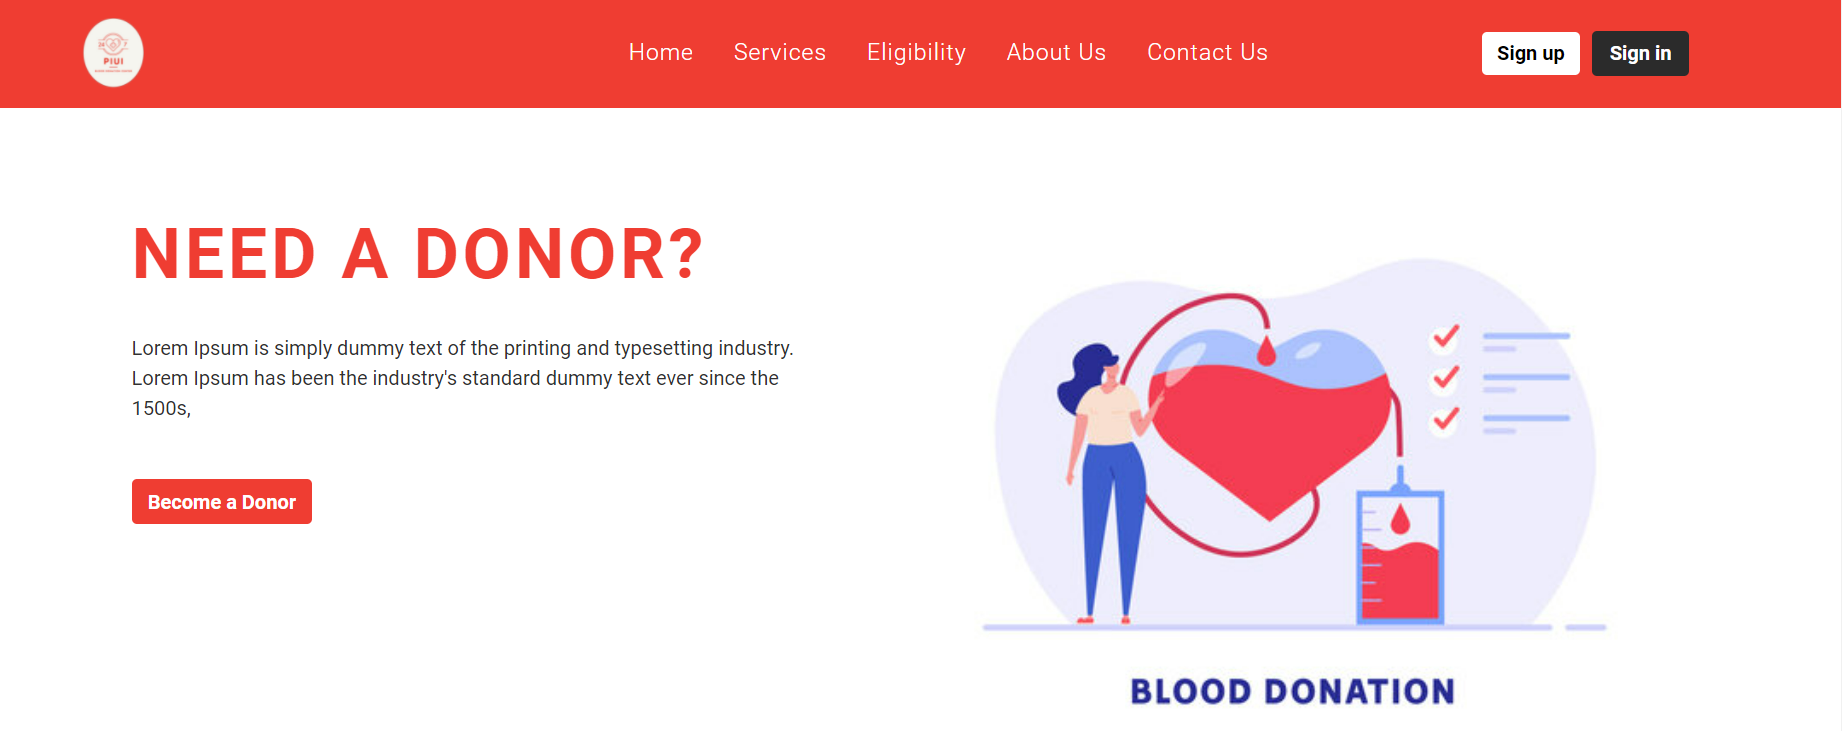 PIUI
Home
Services
Eligibility
About Us
Contact Us
Sign up
Sign in
NEED A DONOR?
Lorem Ipsum is simply dummy text of the printing and typesetting industry.
Lorem Ipsum has been the industry's standard dummy text ever since the
1500s,
Become a Donor
BLOOD DONATION